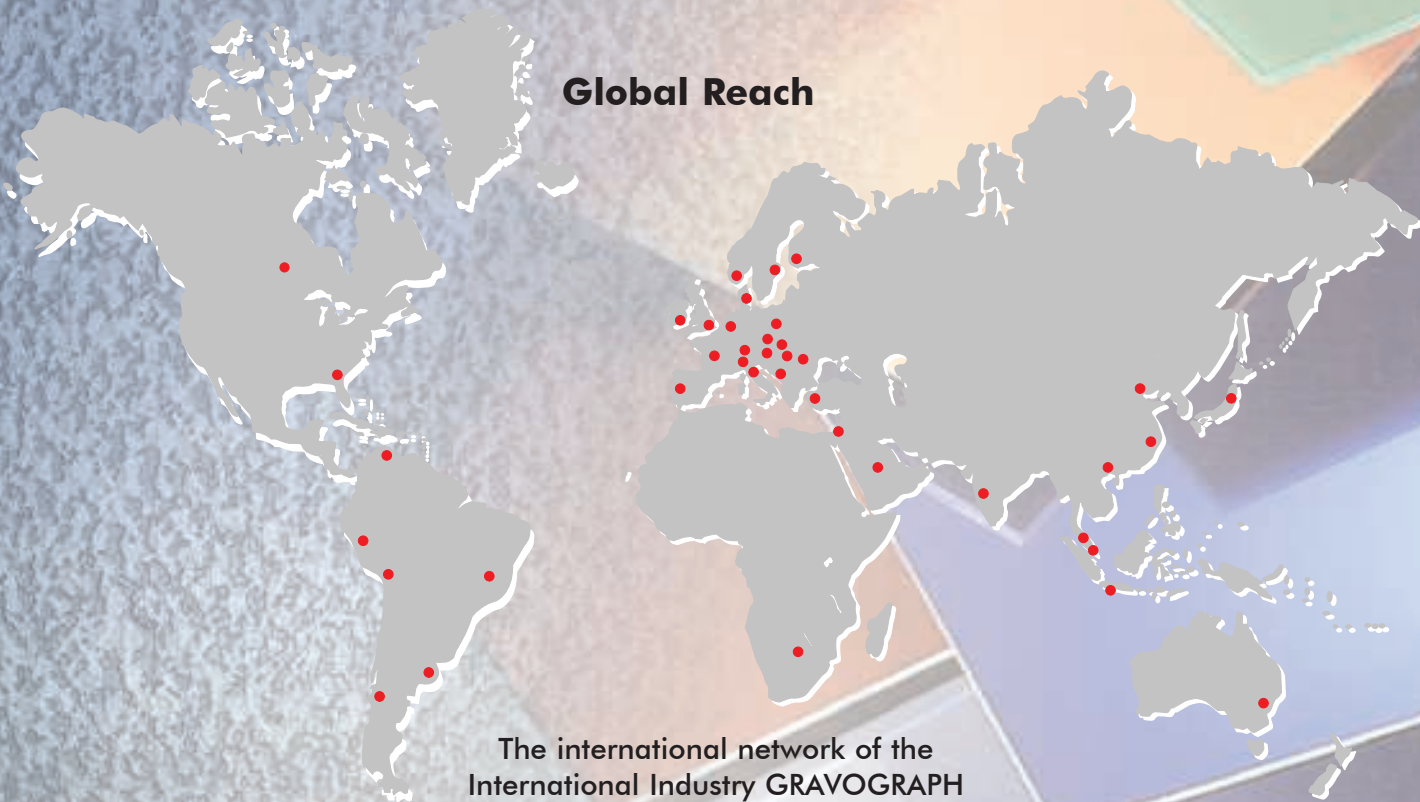 Global Reach
The international network of the
International Industry GRAVOGRAPH